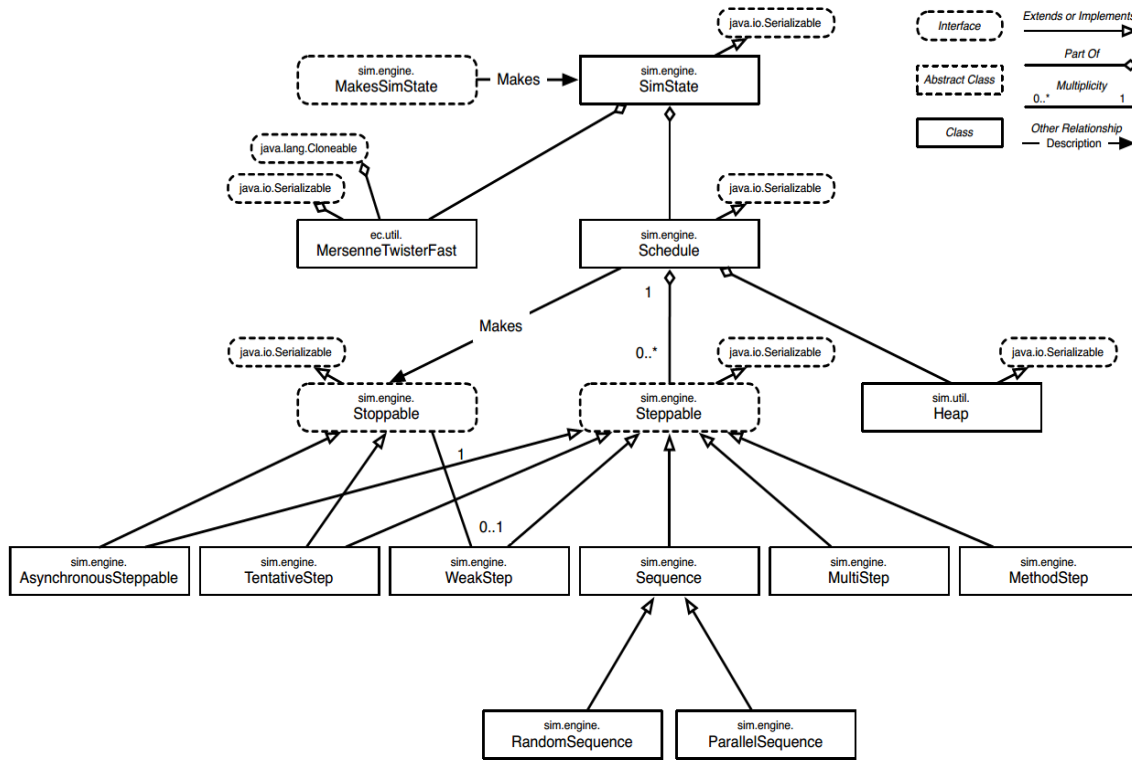 java.io.Serializable
Interface
Extends or Implements
sim.engine.
MakesSimState
Makes
sim.engine.
SimState
Part Of
Abstract Class
Multiplicity
0..*
1
java.lang.Cloneable
Class
Other Relationship
Description
java.io.Serializable
java.io.Serializable
ec.util.
MersenneTwisterFast
sim.engine.
Schedule
1
Makes
0..*
java.io.Serializable
java.io.Serializable
java.io.Serializable
sim.engine.
Stoppable
sim.engine.
Steppable
sim.util.
Heap
1
0..1
sim.engine.
AsynchronousSteppable
sim.engine.
TentativeStep
sim.engine.
WeakStep
sim.engine.
Sequence
sim.engine.
MultiStep
sim.engine.
MethodStep
sim.engine.
RandomSequence
sim.engine.
ParallelSequence